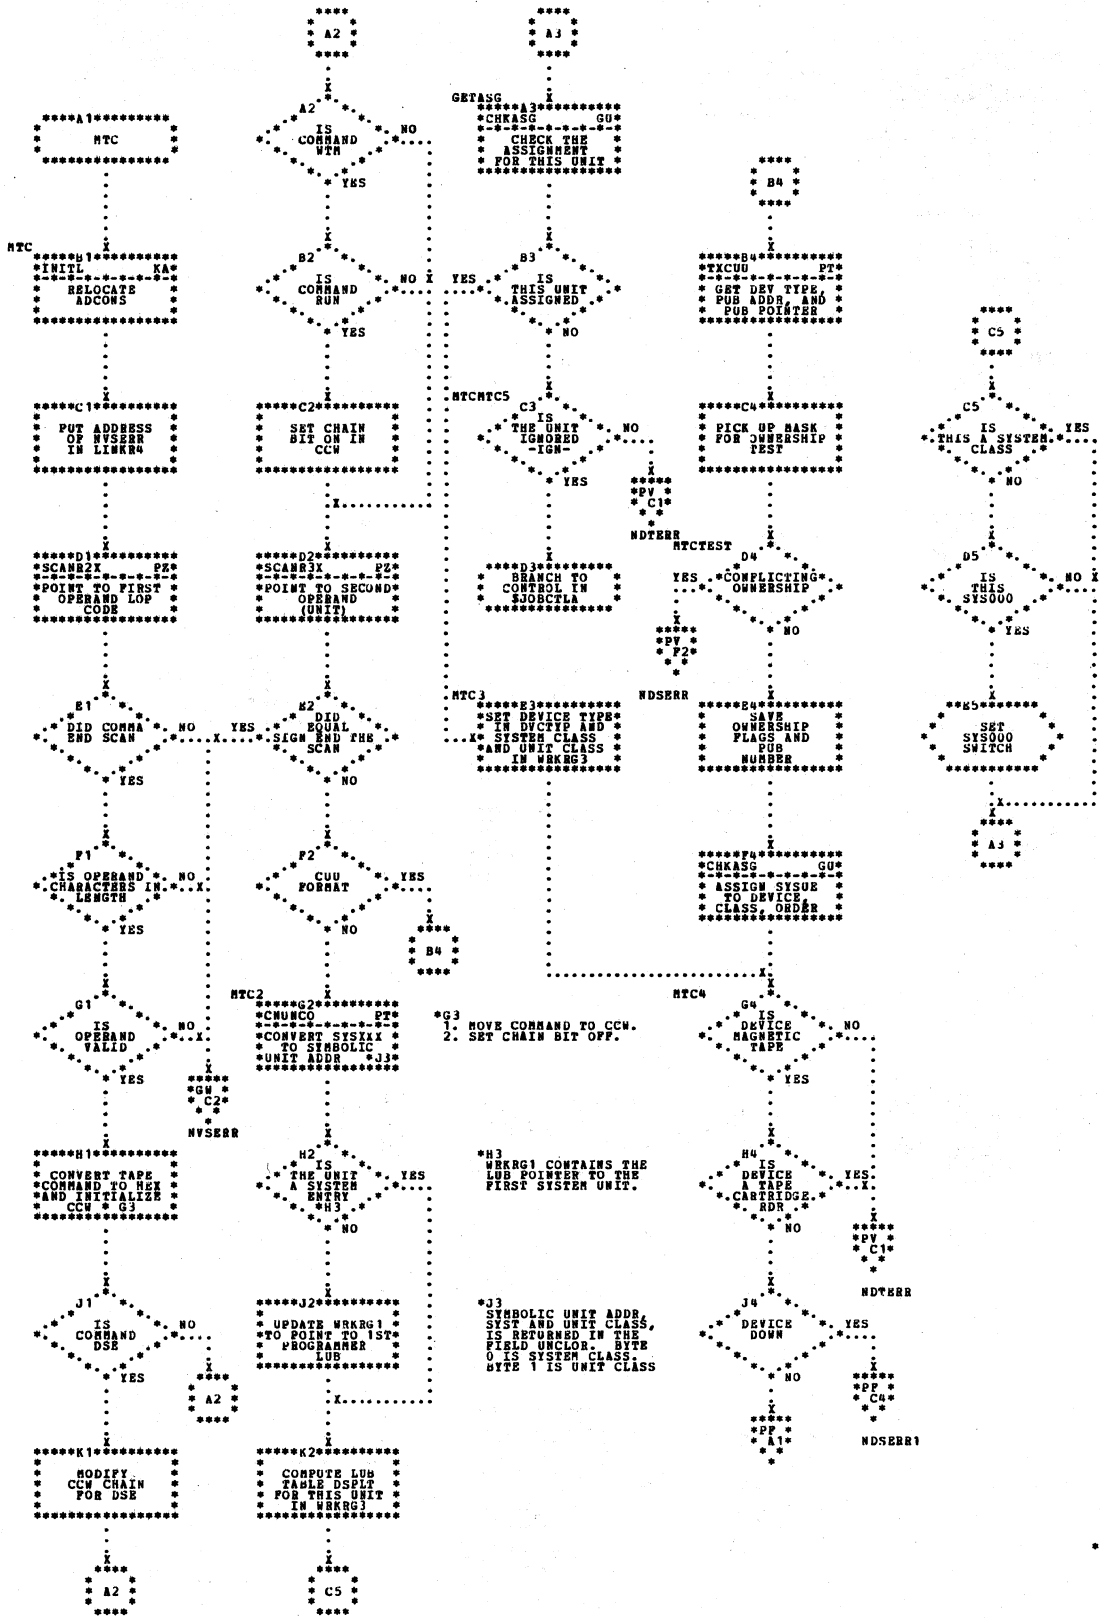 A2
A3
A1
MTC
A2
IS
COMMAND
WTM
NO
YES
GETASG
A3
CHKASG GU
CHECK THE
ASSIGNMENT
FOR THIS UNIT
B4
MTC
B1
INITL KA
RELOCATE
ADCONS
B2
IS
COMMAND
RUN
NO
YES
B3
IS
THIS UNIT
ASSIGNED
YES
NO
B4
TXCUU PT
GET DEV TYPE,
PUB ADDR, AND
PUB POINTER
C5
C1
PUT ADDRESS
OF NVSERR
IN LINKR4
C2
SET CHAIN
BIT ON IN
CCW
MTCMTC5
C3
IS
THE UNIT
IGNORED
-IGN-
NO
YES
PV
C1
NDTERR
C4
PICK UP MASK
FOR OWNERSHIP
TEST
C5
IS
THIS A SYSTEM
CLASS
YES
NO
D1
SCANR2X PZ
POINT TO FIRST
OPERAND LOP
CODE
D2
SCANR3X PZ
POINT TO SECOND
OPERAND
(UNIT)
D3
BRANCH TO
CONTROL IN
$JOBCTLA
MTCTEST
D4
CONFLICTING
OWNERSHIP
YES
NO
PV
F2
NDSERR
D5
IS
THIS
SYS000
NO
YES
E1
DID COMMA
END SCAN
NO
YES
E2
DID
EQUAL
SIGN END THE
SCAN
YES
NO
MTC3
E3
SET DEVICE TYPE
IN DVCTYP AND
SYSTEM CLASS
AND UNIT CLASS
IN WRKRG3
E4
SAVE
OWNERSHIP
FLAGS AND
PUB
NUMBER
E5
SET
SYS000
SWITCH
A3
F1
IS OPERAND
CHARACTERS IN
LENGTH
NO
YES
F2
CUU
FORMAT
YES
NO
B4
F4
CHKASG GU
ASSIGN SYSUE
TO DEVICE,
CLASS, ORDER
G1
IS
OPERAND
VALID
NO
YES
GW
C2
NVSERR
MTC2
G2
CNUNCO PT
CONVERT SYSXXX
TO SYMBOLIC
UNIT ADDR *J3
*G3
1. MOVE COMMAND TO CCW.
2. SET CHAIN BIT OFF.
MTC4
G4
IS
DEVICE
MAGNETIC
TAPE
NO
YES
H1
CONVERT TAPE
COMMAND TO HEX
AND INITIALIZE
CCW * G3
H2
IS
THE UNIT
A SYSTEM
ENTRY
*H3
YES
NO
*H3
WRKRG1 CONTAINS THE
LUB POINTER TO THE
FIRST SYSTEM UNIT.
H4
IS
DEVICE
A TAPE
CARTRIDGE
RDR
YES
NO
PV
C1
NDTERR
J1
IS
COMMAND
DSE
NO
YES
A2
J2
UPDATE WRKRG1
TO POINT TO 1ST
PROGRAMMER
LUB
*J3
SYMBOLIC UNIT ADDR,
SYST AND UNIT CLASS,
IS RETURNED IN THE
FIELD UNCLOR. BYTE
0 IS SYSTEM CLASS.
BYTE 1 IS UNIT CLASS
J4
DEVICE
DOWN
YES
NO
PP
C4
NDSERR1
PP
A1
K1
MODIFY
CCW CHAIN
FOR DSE
K2
COMPUTE LUB
TABLE DSPLT
FOR THIS UNIT
IN WRKRG3
A2
C5